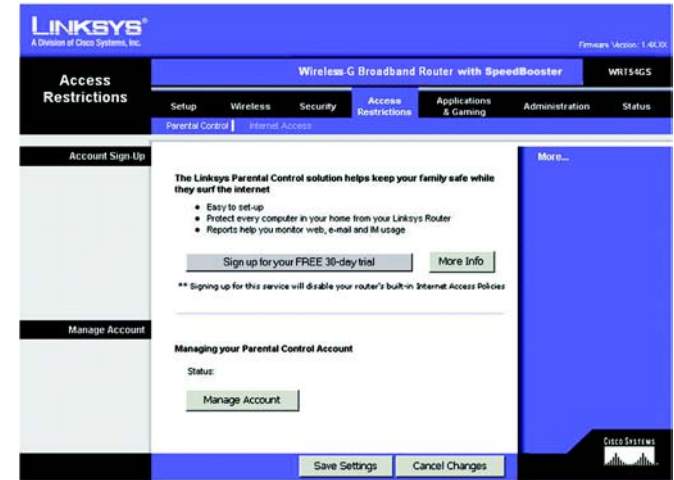 LINKSYS®
A Division of Cisco Systems, Inc.
Firmware Version: 1.4X.XX
Access
Restrictions
Wireless-G Broadband Router with SpeedBooster
WRT54GS
Setup
Wireless
Security
Access
Restrictions
Applications
& Gaming
Administration
Status
Parental Control
Internet Access
Account Sign-Up
More...
The Linksys Parental Control solution helps keep your family safe while
they surf the internet
• Easy to set-up
• Protect every computer in your home from your Linksys Router
• Reports help you monitor web, e-mail and IM usage
Sign up for your FREE 30-day trial
More Info
** Signing up for this service will disable your router's built-in Internet Access Policies
Manage Account
Managing your Parental Control Account
Status:
Manage Account
Save Settings
Cancel Changes
CISCO SYSTEMS